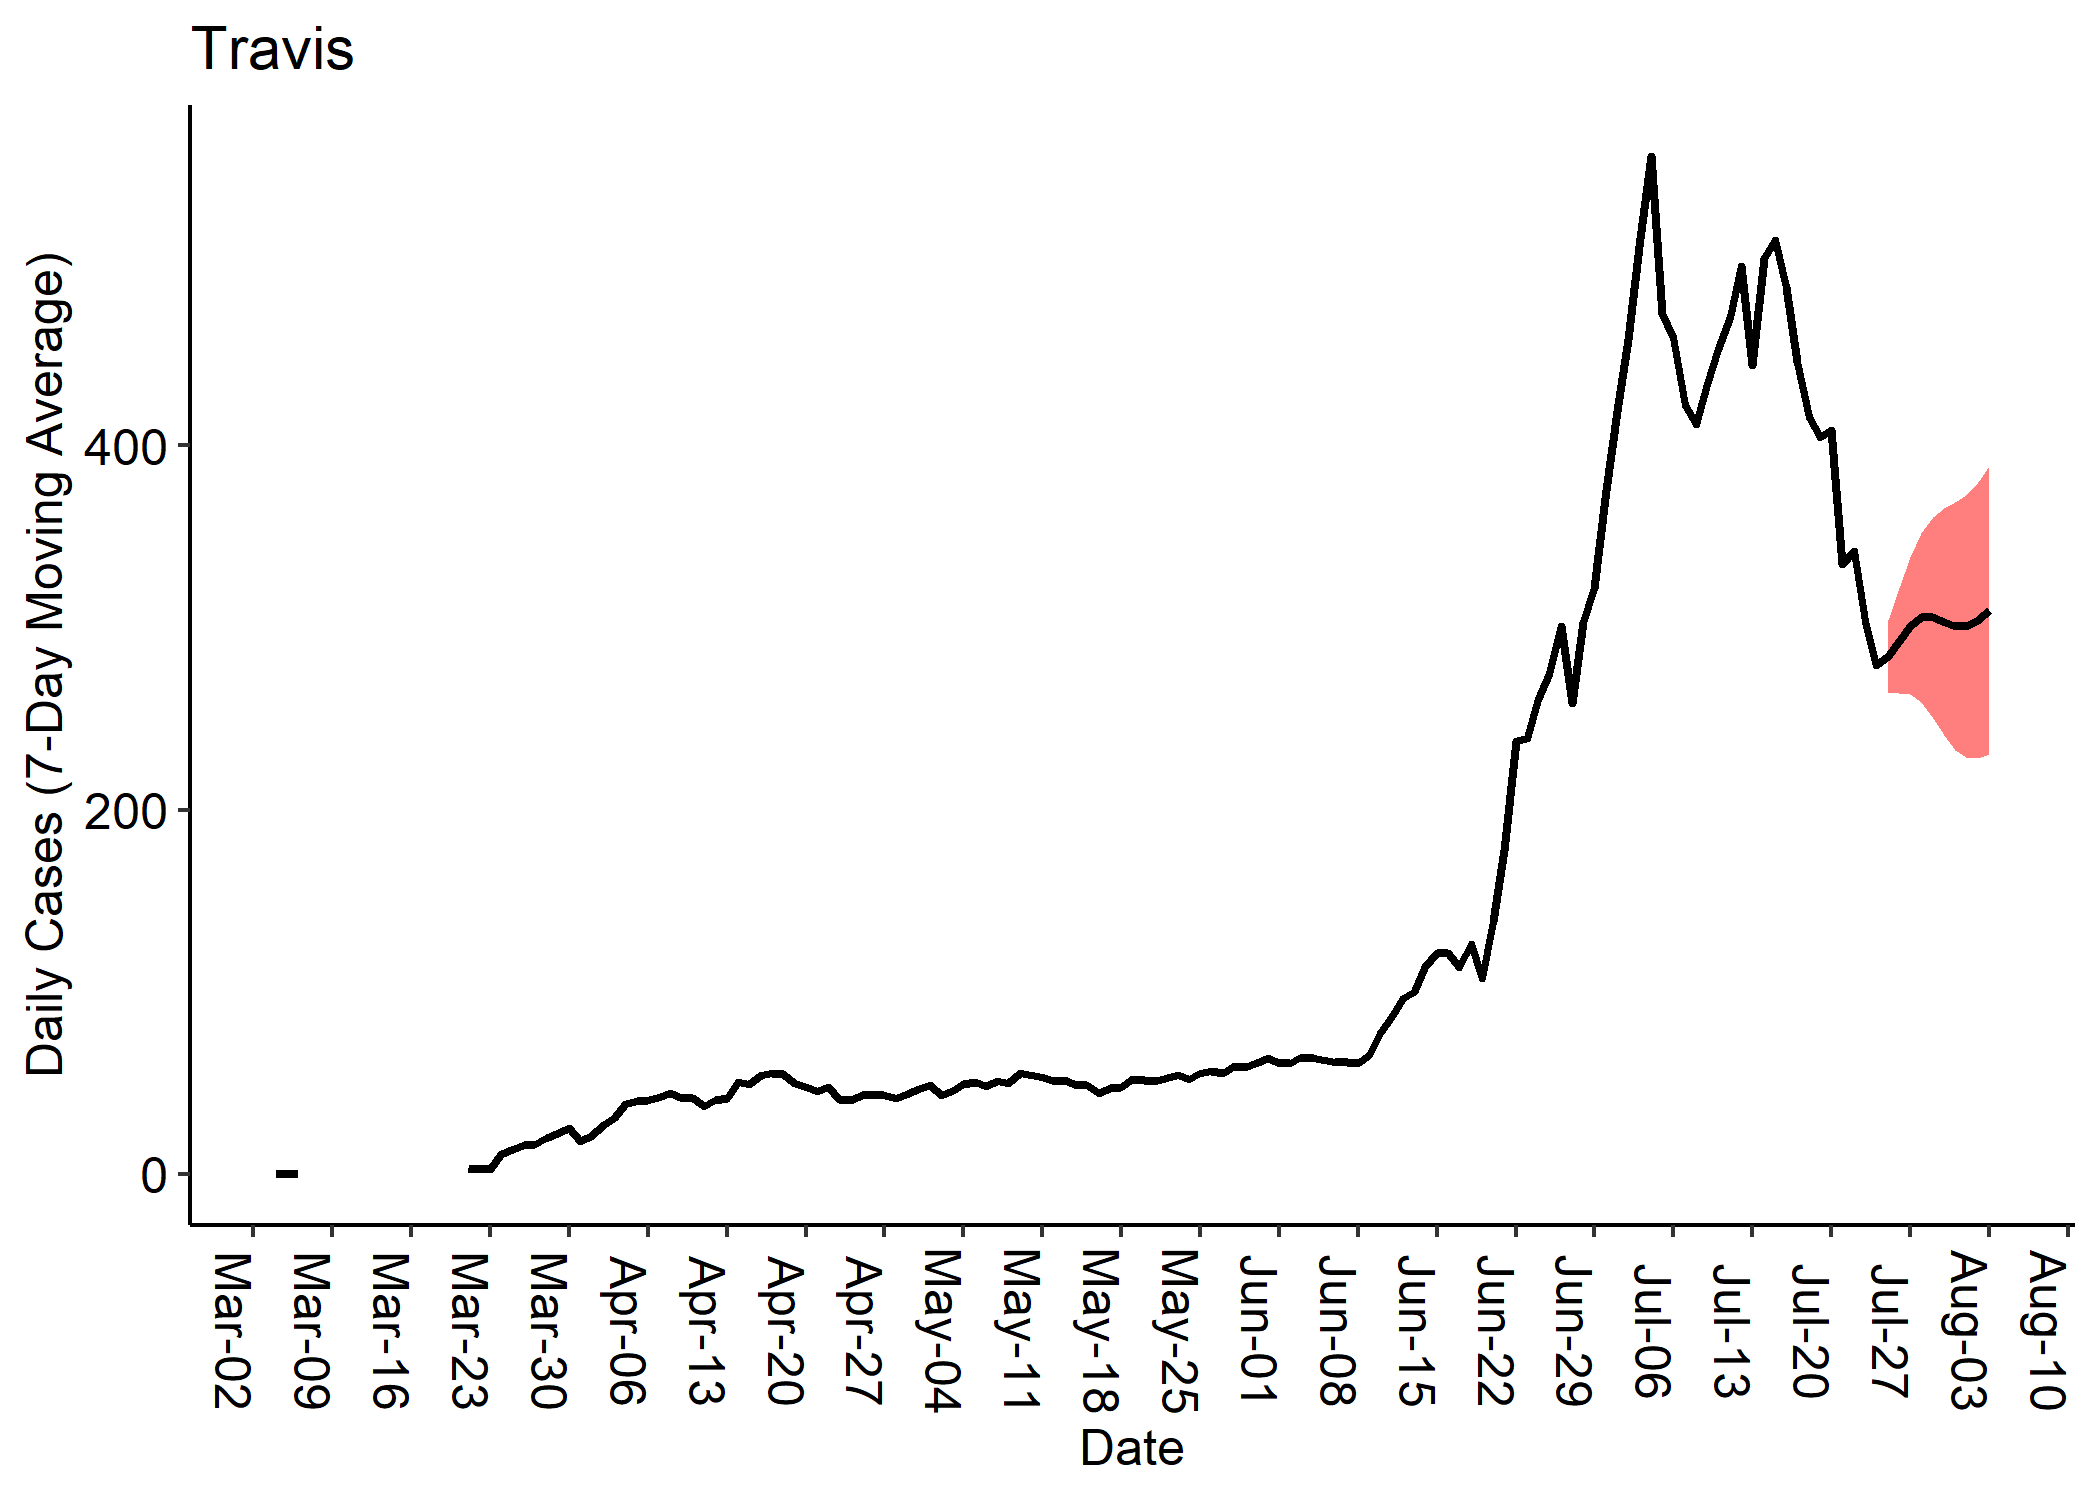 Travis
Daily Cases (7-Day Moving Average)
400
200
0
Mar-02
Mar-09
Mar-16
Mar-23
Mar-30
Apr-06
Apr-13
Apr-20
Apr-27
May-04
May-11
May-18
May-25
Jun-01
Jun-08
Jun-15
Jun-22
Jun-29
Jul-06
Jul-13
Jul-20
Jul-27
Aug-03
Aug-10
Date